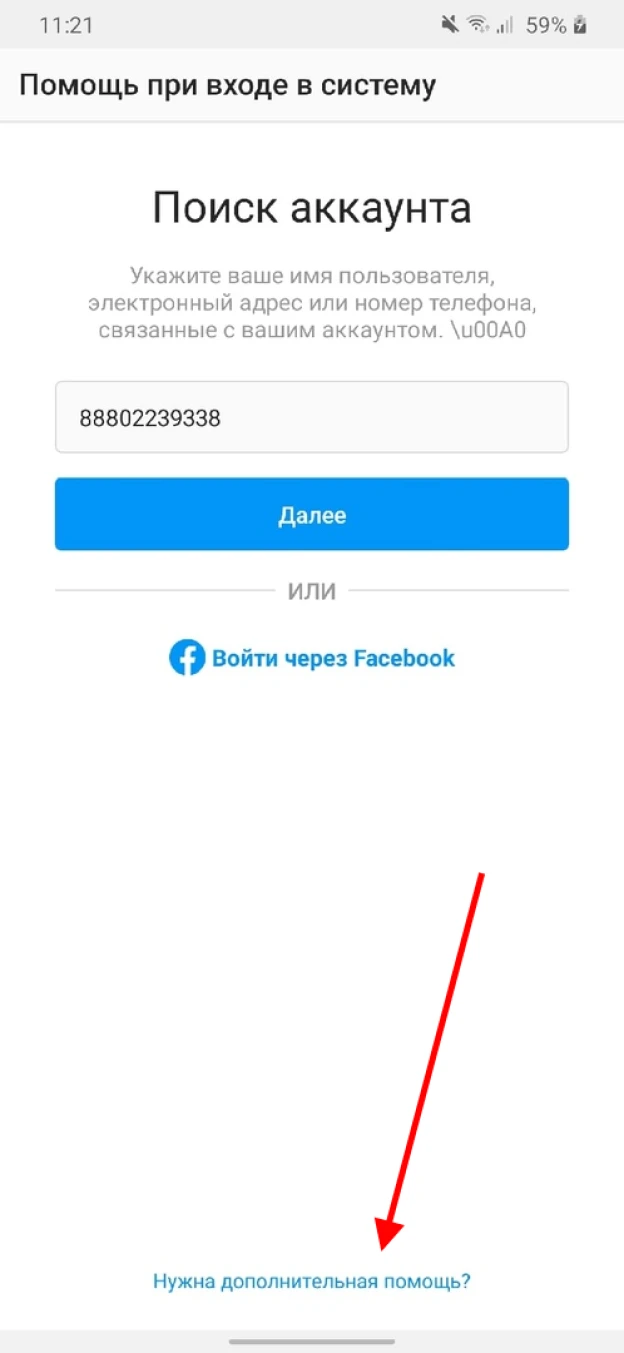 11:21 59%
Помощь при входе в систему
Поиск аккаунта
Укажите ваше имя пользователя,
электронный адрес или номер телефона,
связанные с вашим аккаунтом. \u00A0
88802239338
Далее
ИЛИ
Войти через Facebook
Нужна дополнительная помощь?